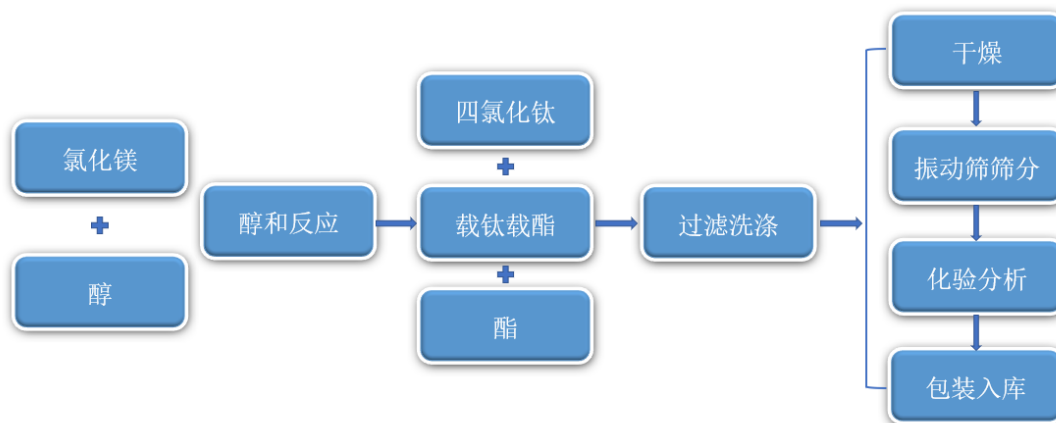 氯化镁
醇
醇和反应
四氯化钛
载钛载酯
酯
过滤洗涤
干燥
振动筛筛分
化验分析
包装入库